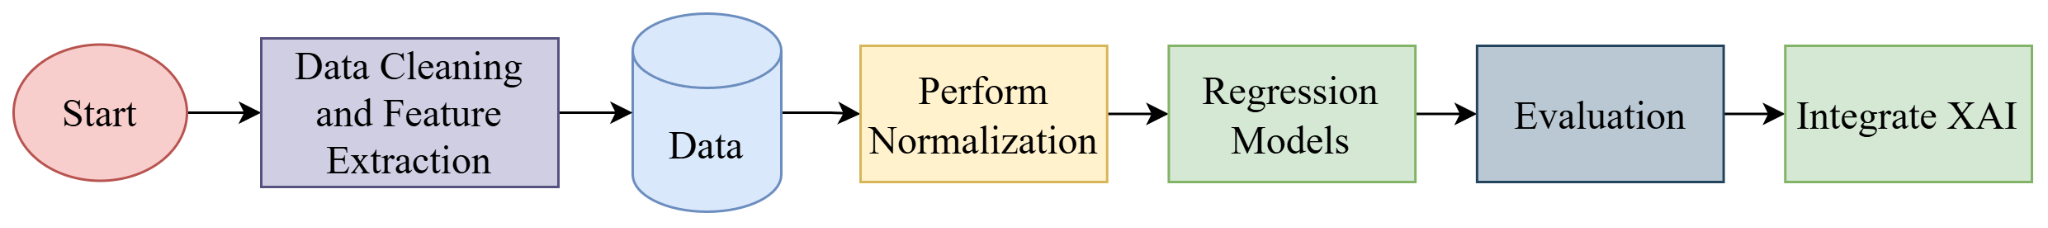 Start
Data Cleaning
and Feature
Extraction
Data
Perform
Normalization
Regression
Models
Evaluation
Integrate XAI